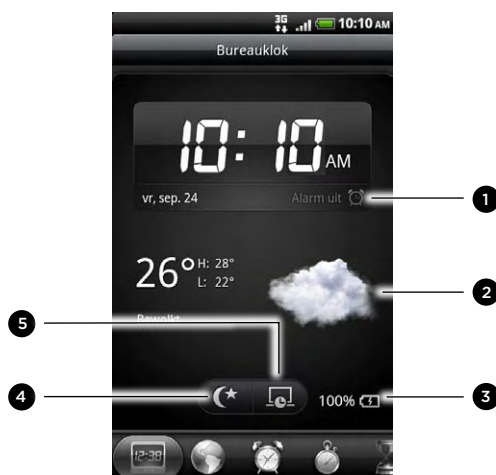 3G 10:10 AM
Bureauklok
10:10 AM
vr, sep. 24 Alarm uit
1
26° H: 28°
L: 22°
2
Bewolkt
5
4
100%
3
12:38